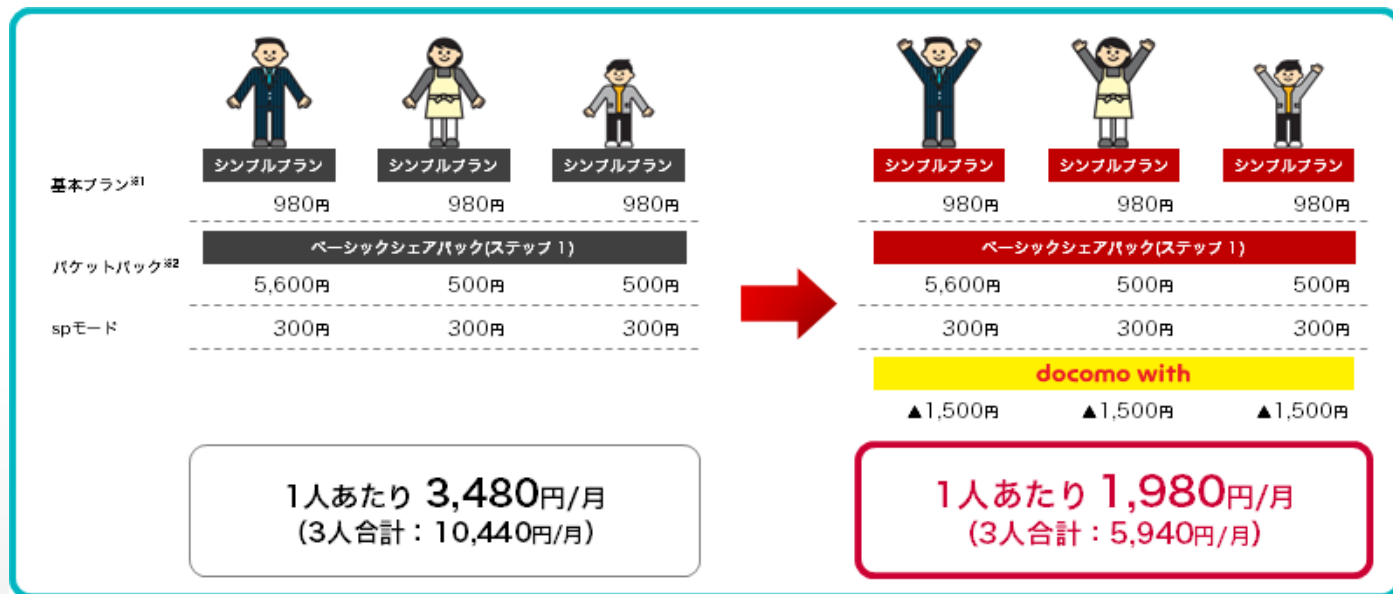 シンプルプラン シンプルプラン シンプルプラン シンプルプラン シンプルプラン シンプルプラン
基本プラン※1
980円 980円 980円 980円 980円 980円
ベーシックシェアパック(ステップ 1) ベーシックシェアパック(ステップ 1)
パケットパック※2
5,600円 500円 500円 5,600円 500円 500円
spモード 300円 300円 300円 300円 300円 300円
docomo with
▲1,500円 ▲1,500円 ▲1,500円
1人あたり 3,480円/月 1人あたり 1,980円/月
(3人合計：10,440円/月) (3人合計：5,940円/月)